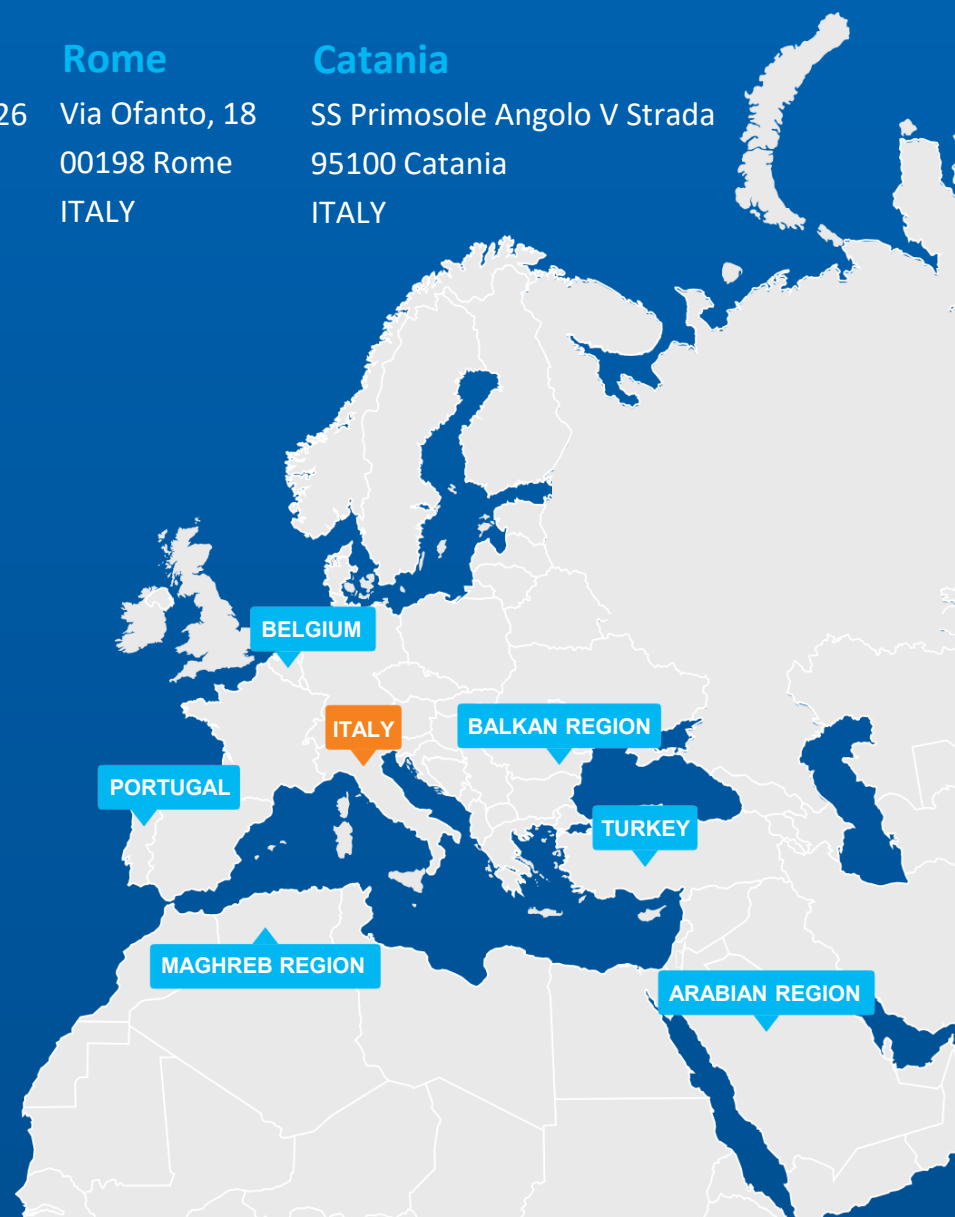 Rome
Via Ofanto, 18
00198 Rome
ITALY
Catania
SS Primosole Angolo V Strada
95100 Catania
ITALY
26
BELGIUM
ITALY
BALKAN REGION
PORTUGAL
TURKEY
MAGHREB REGION
ARABIAN REGION